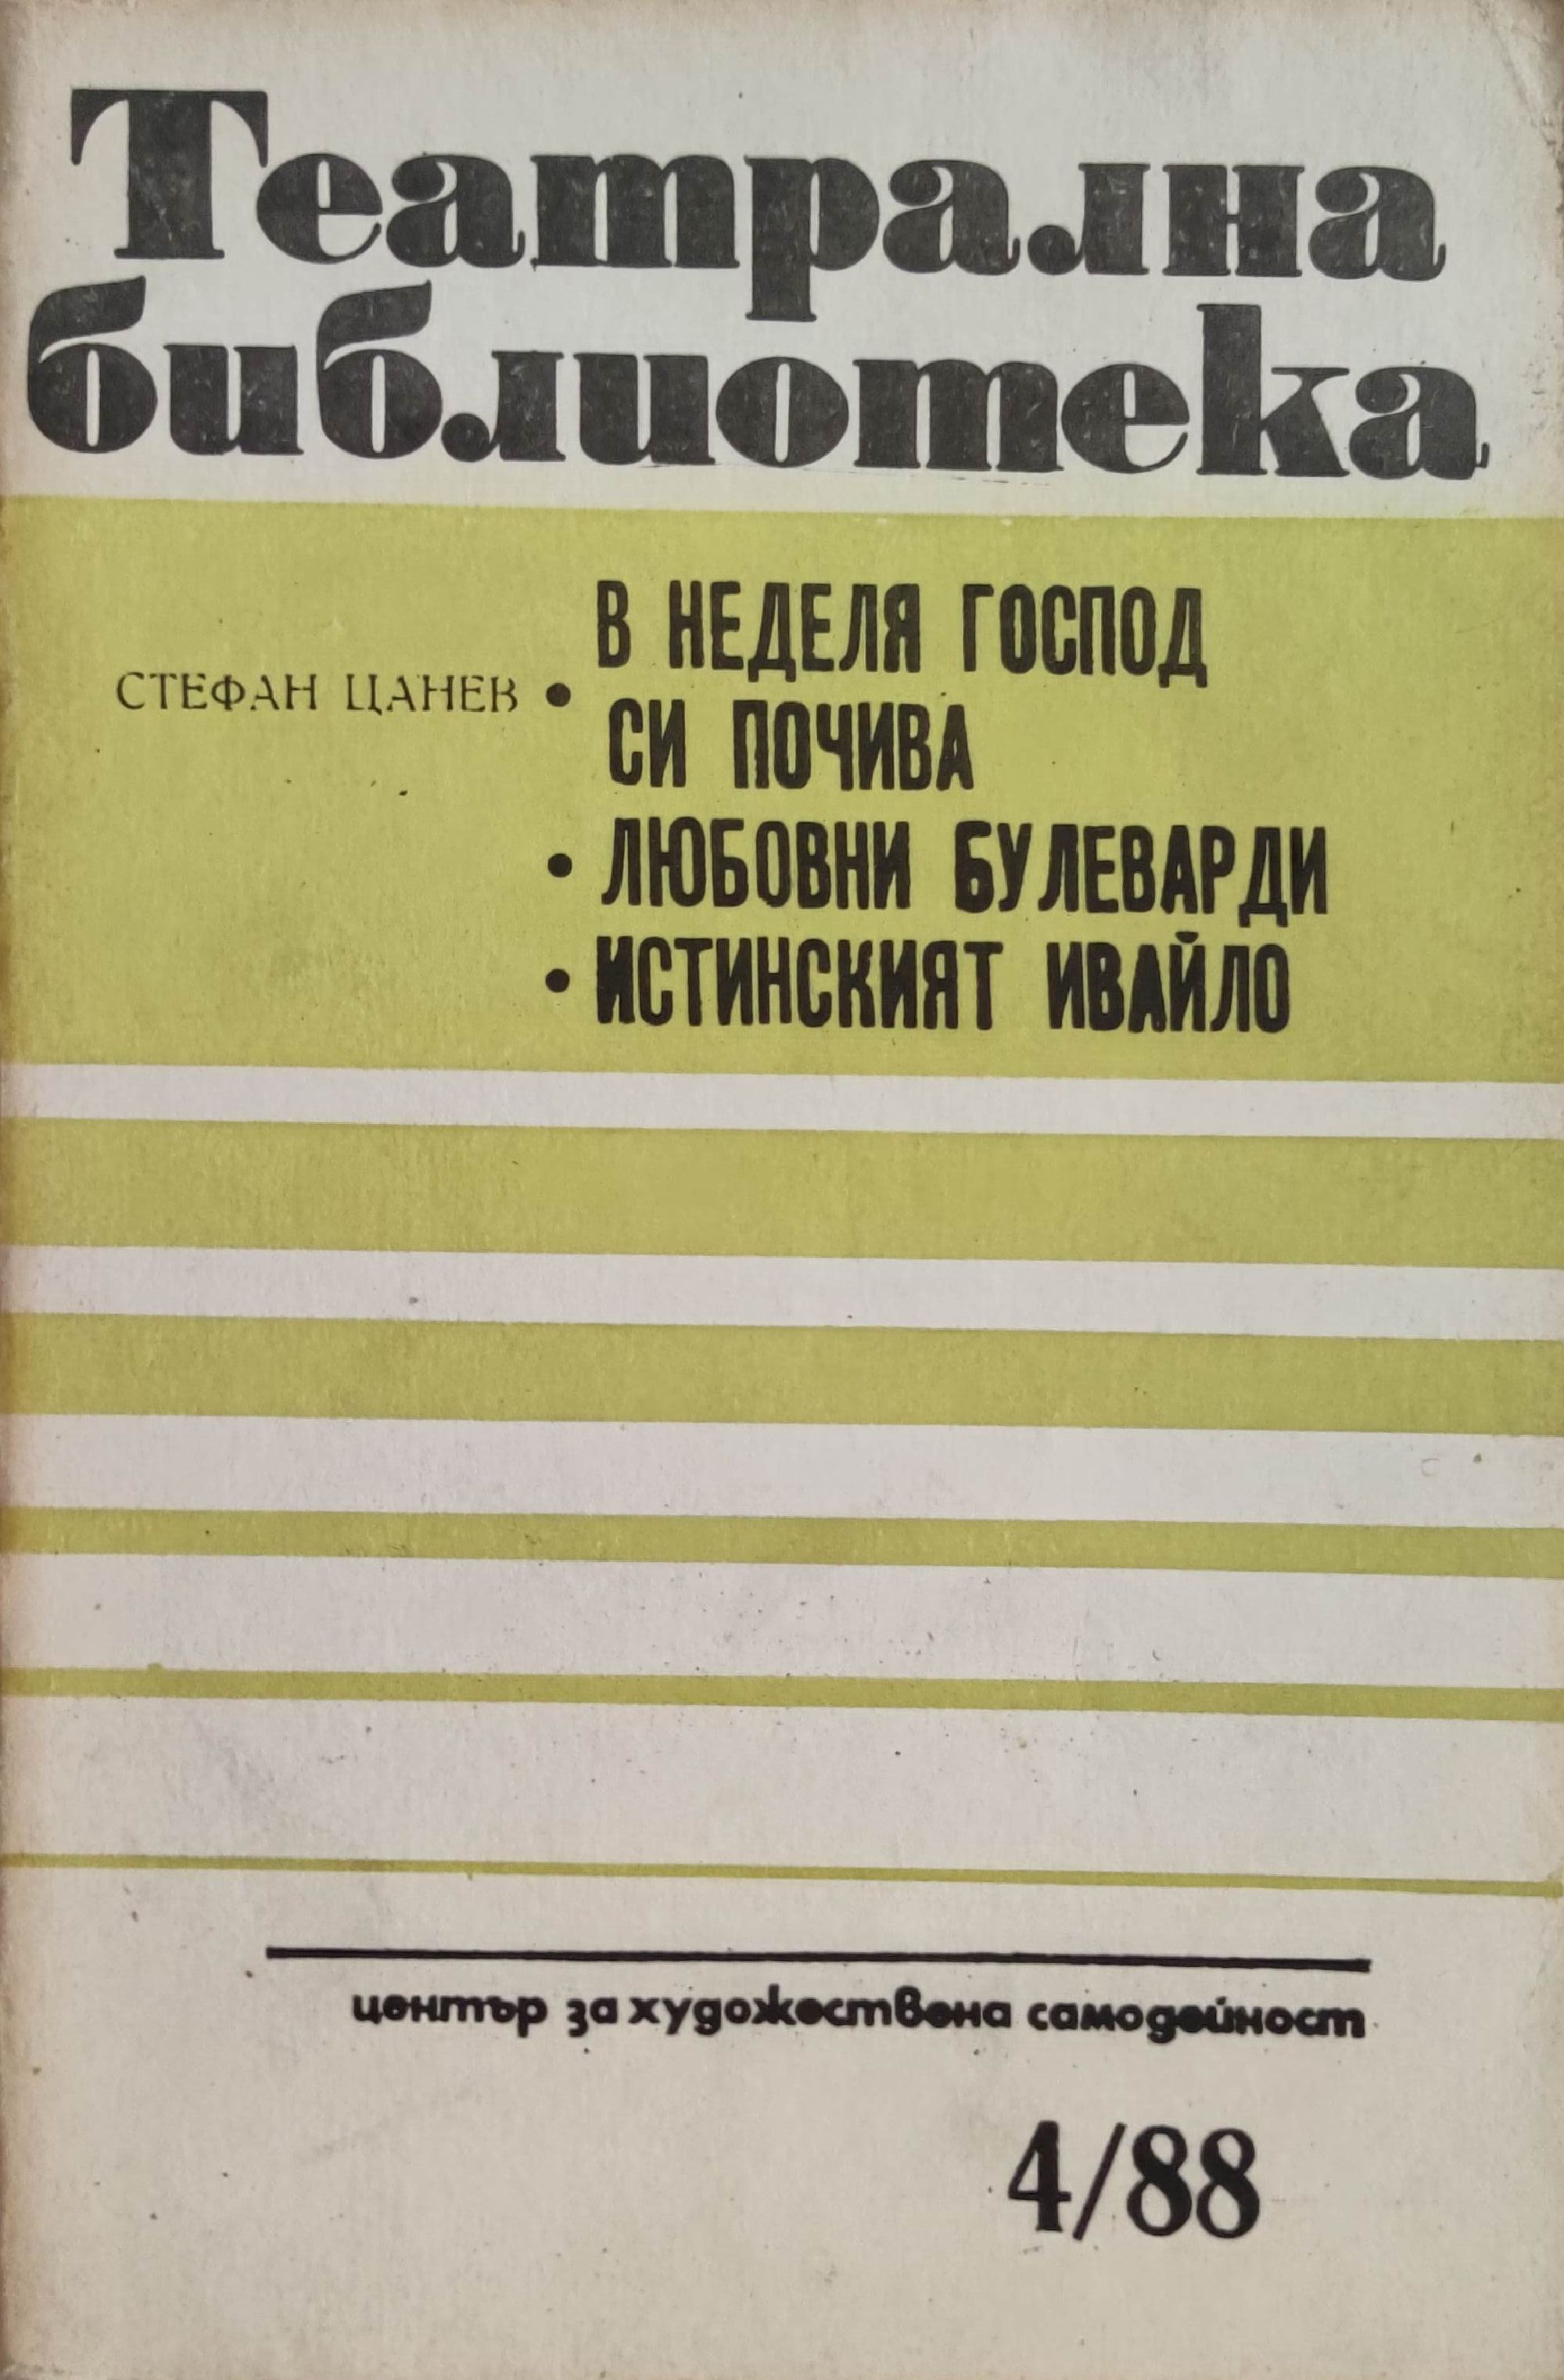 Театрална
библиотека
СТЕФАН ЦАНЕВ • В НЕДЕЛЯ ГОСПОД
СИ ПОЧИВА
• ЛЮБОВНИ БУЛЕВАРДИ
• ИСТИНСКИЯТ ИВАЙЛО
център за художествена самодейност
4/88